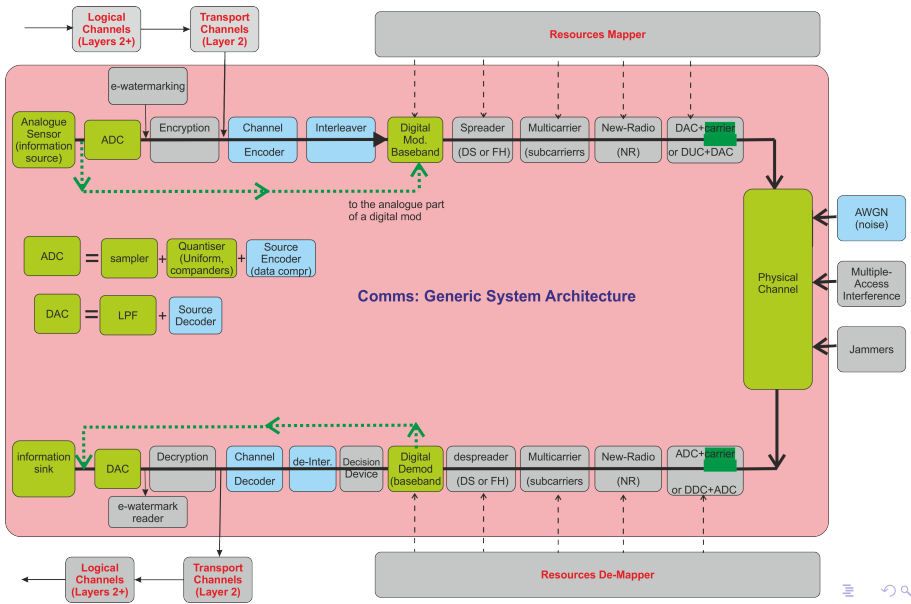 Logical
Channels
(Layers 2+)
Transport
Channels
(Layer 2)
Resources Mapper
e-watermarking
Analogue
Sensor
(information
source)
ADC
Encryption
Channel
Encoder
Interleaver
Digital
Mod.
Baseband
Spreader
(DS or FH)
Multicarrier
(subcarrierrs
New-Radio
(NR)
DAC+carrier
or DUC+DAC
to the analogue part
of a digital mod
AWGN
(noise)
ADC
=
sampler
+
Quantiser
(Uniform,
companders)
+
Source
Encoder
(data compr)
Physical
Channel
Multiple-
Access
Interference
Comms: Generic System Architecture
DAC
=
LPF
+
Source
Decoder
Jammers
information
sink
DAC
Decryption
Channel
Decoder
de-Inter.
Decision
Device
Digital
Demod
(baseband
despreader
(DS or FH)
Multicarrier
(subcarriers
New-Radio
(NR)
ADC+carrier
or DDC+ADC
e-watermark
reader
Logical
Channels
(Layers 2+)
Transport
Channels
(Layer 2)
Resources De-Mapper